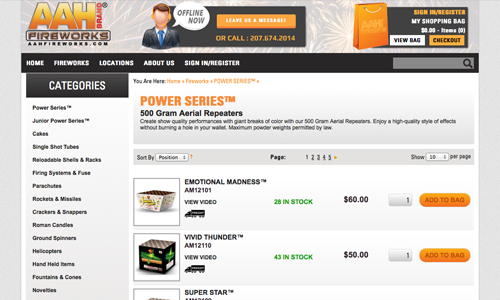 AAH BRAND®
FIREWORKS
AAHFIREWORKS.COM
OFFLINE NOW
LEAVE US A MESSAGE!
OR CALL : 207.674.2014
SIGN IN/REGISTER
MY SHOPPING BAG
$0.00 - Items (0)
VIEW BAG CHECKOUT
HOME FIREWORKS LOCATIONS ABOUT US SIGN IN/REGISTER
CATEGORIES
Power Series™
Junior Power Series™
Cakes
Single Shot Tubes
Reloadable Shells & Racks
Firing Systems & Fuse
Parachutes
Rockets & Missiles
Crackers & Snappers
Roman Candles
Ground Spinners
Helicopters
Hand Held Items
Fountains & Cones
Novelties
You Are Here: Home » Fireworks » POWER SERIES™ »
POWER SERIES™
500 Gram Aerial Repeaters
Create show quality performances with giant breaks of color with our 500 Gram Aerial Repeaters. Enjoy a high-quality style of effects
without burning a hole in your wallet. Maximum powder weights permitted by law.
Sort By Position Page: 1 2 3 4 5 Show 10 per page
EMOTIONAL MADNESS™
AM12101
VIEW VIDEO 28 IN STOCK $60.00 1 ADD TO BAG
VIVID THUNDER™
AM12110
VIEW VIDEO 43 IN STOCK $50.00 1 ADD TO BAG
SUPER STAR™